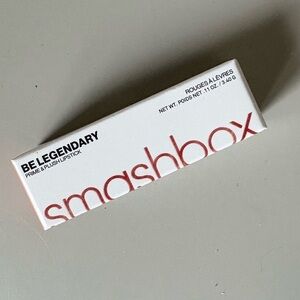 BE LEGENDARY
PRIME & PLUSH LIPSTICK
ROUGES À LÈVRES
NET WT. POIDS NET .11 OZ. / 3.40 G
smashbox